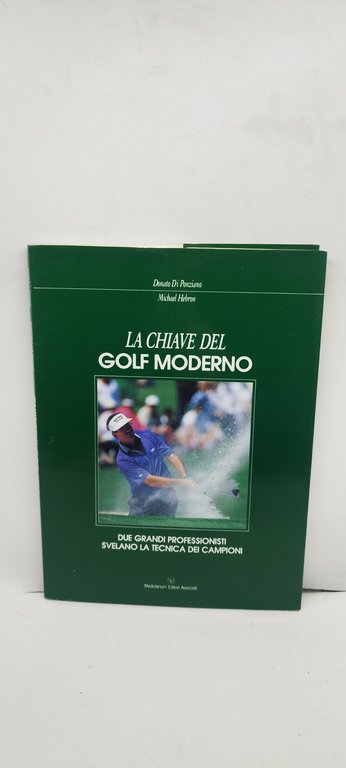 Donato Di Ponziano
Michael Hebron
LA CHIAVE DEL
GOLF MODERNO
DUE GRANDI PROFESSIONISTI
SVELANO LA TECNICA DEI CAMPIONI
Mediolanum Editori Associati